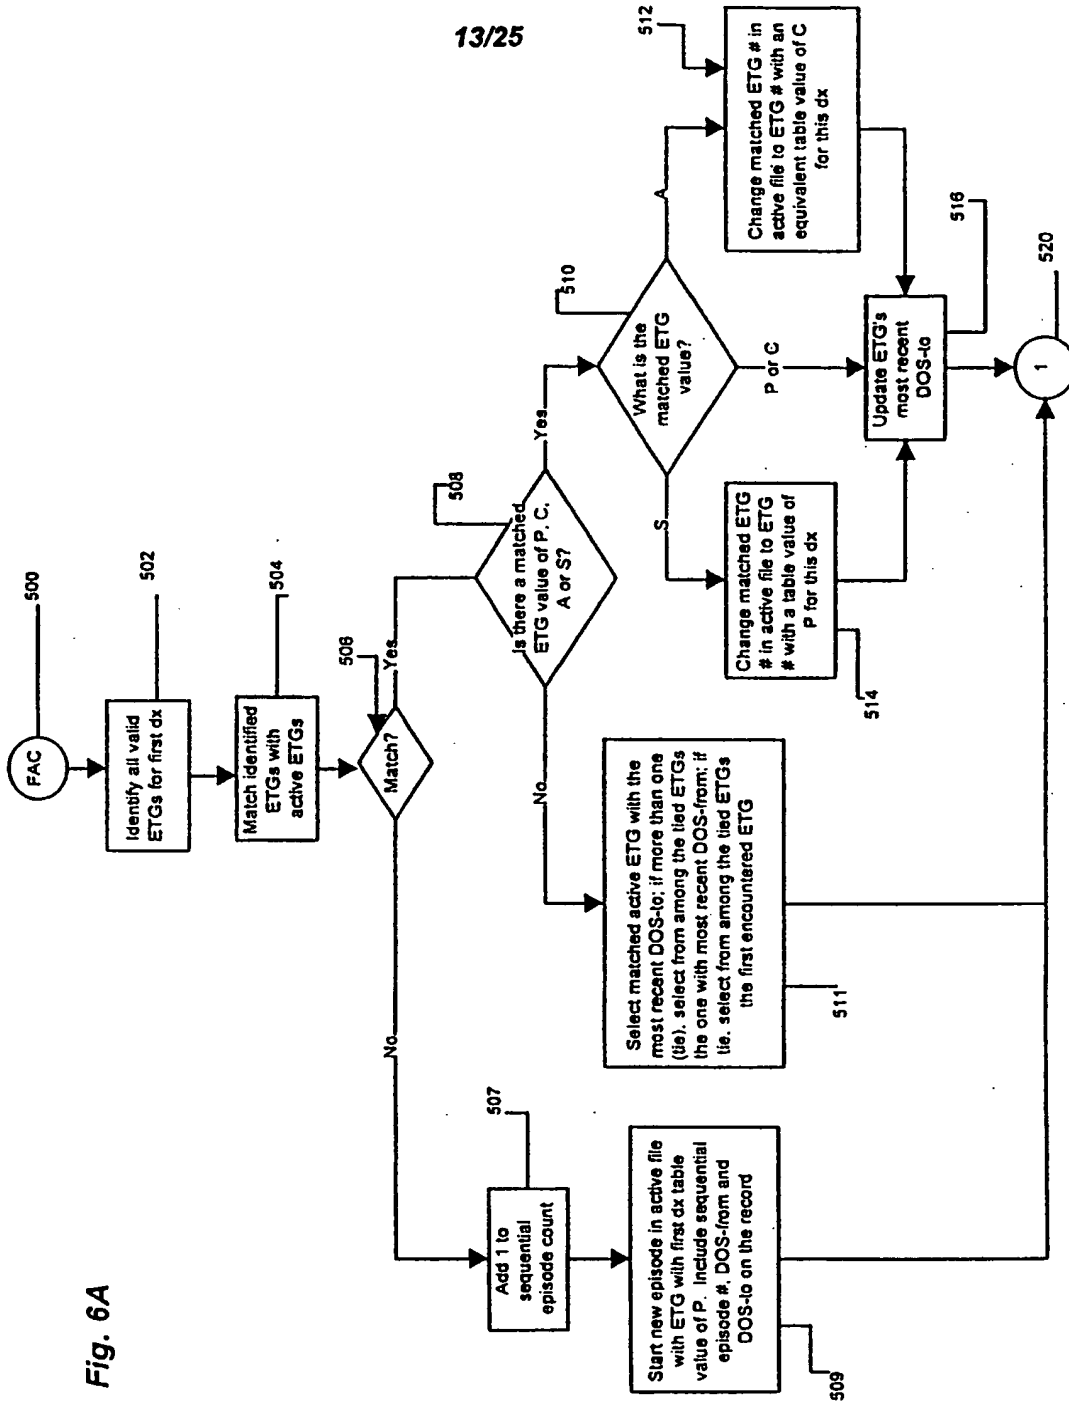 Fig. 6A
13/25
FAC
500
Identify all valid
ETGs for first dx
502
Match identified
ETGs with
active ETGs
504
Match?
506
No
Yes
Add 1 to
sequential
episode count
507
Start new episode in active file
with ETG with first dx table
value of P. Include sequential
episode #, DOS-from and
DOS-to on the record
509
Is there a matched
ETG value of P, C,
A or S?
508
No
Yes
Select matched active ETG with the
most recent DOS-to; if more than one
(tie). select from among the tied ETGs
the one with most recent DOS-from; if
tie. select from among the tied ETGs
the first encountered ETG
511
What is the
matched ETG
value?
510
S
P or C
A
Change matched ETG
# in active file to ETG
# with a table value of
P for this dx
514
Change matched ETG # in
active file to ETG # with an
equivalent table value of C
for this dx
512
Update ETG's
most recent
DOS-to
516
1
520